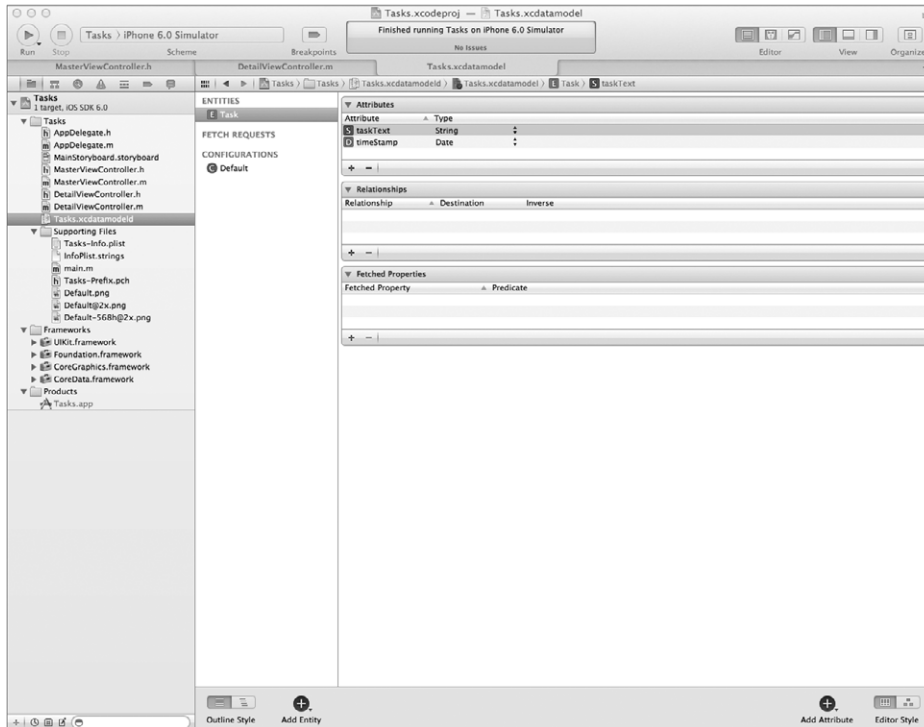 Tasks.xcodeproj — Tasks.xcdatamodel
Tasks 〉 iPhone 6.0 Simulator
Finished running Tasks on iPhone 6.0 Simulator
No Issues
Run Stop Scheme Breakpoints Editor View Organize
MasterViewController.h DetailViewController.m Tasks.xcdatamodel
Tasks 〉 Tasks 〉 Tasks.xcdatamodeld 〉 Tasks.xcdatamodel 〉 E Task 〉 S taskText
Tasks
1 target, iOS SDK 6.0
Tasks
h AppDelegate.h
m AppDelegate.m
MainStoryboard.storyboard
h MasterViewController.h
m MasterViewController.m
h DetailViewController.h
m DetailViewController.m
Tasks.xcdatamodeld
Supporting Files
Tasks-Info.plist
InfoPlist.strings
m main.m
h Tasks-Prefix.pch
Default.png
Default@2x.png
Default-568h@2x.png
Frameworks
UIKit.framework
Foundation.framework
CoreGraphics.framework
CoreData.framework
Products
Tasks.app
ENTITIES
E Task
FETCH REQUESTS
CONFIGURATIONS
C Default
Attributes
Attribute Type
S taskText String
D timeStamp Date
+ −
Relationships
Relationship Destination Inverse
+ −
Fetched Properties
Fetched Property Predicate
+ −
Outline Style Add Entity Add Attribute Editor Style